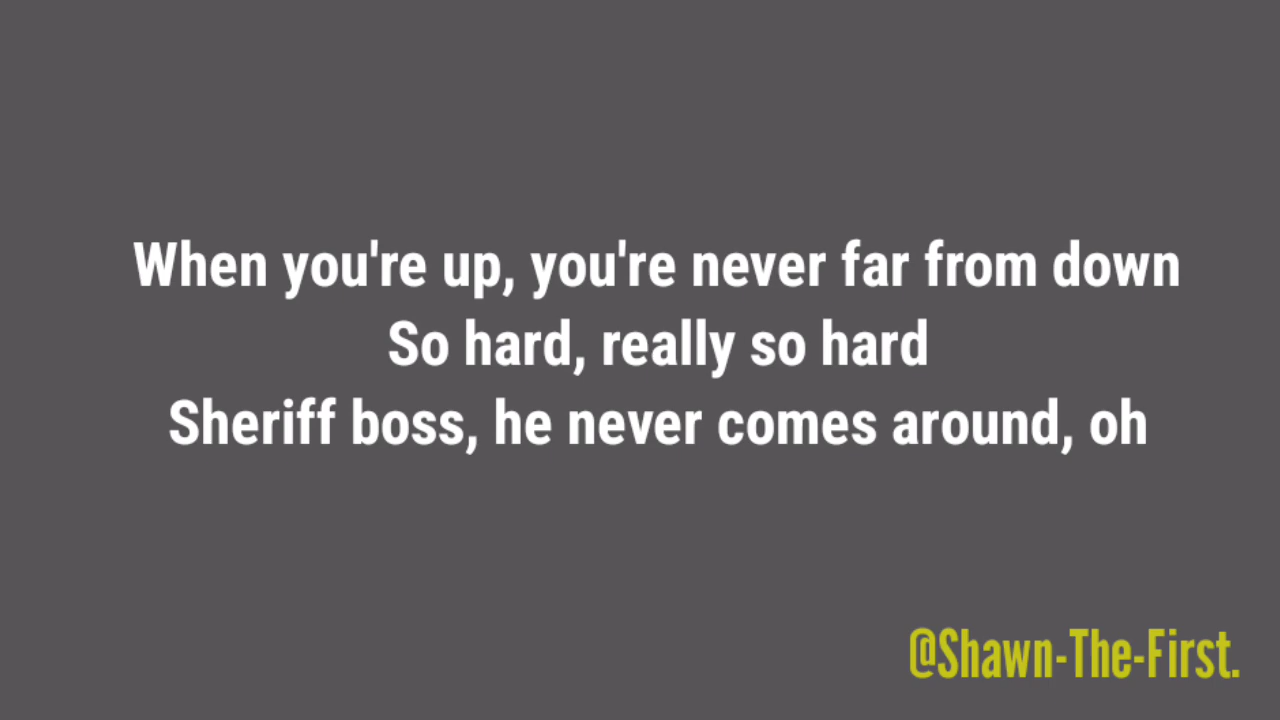 When you're up, you're never far from down
So hard, really so hard
Sheriff boss, he never comes around, oh
@Shawn-The-First.